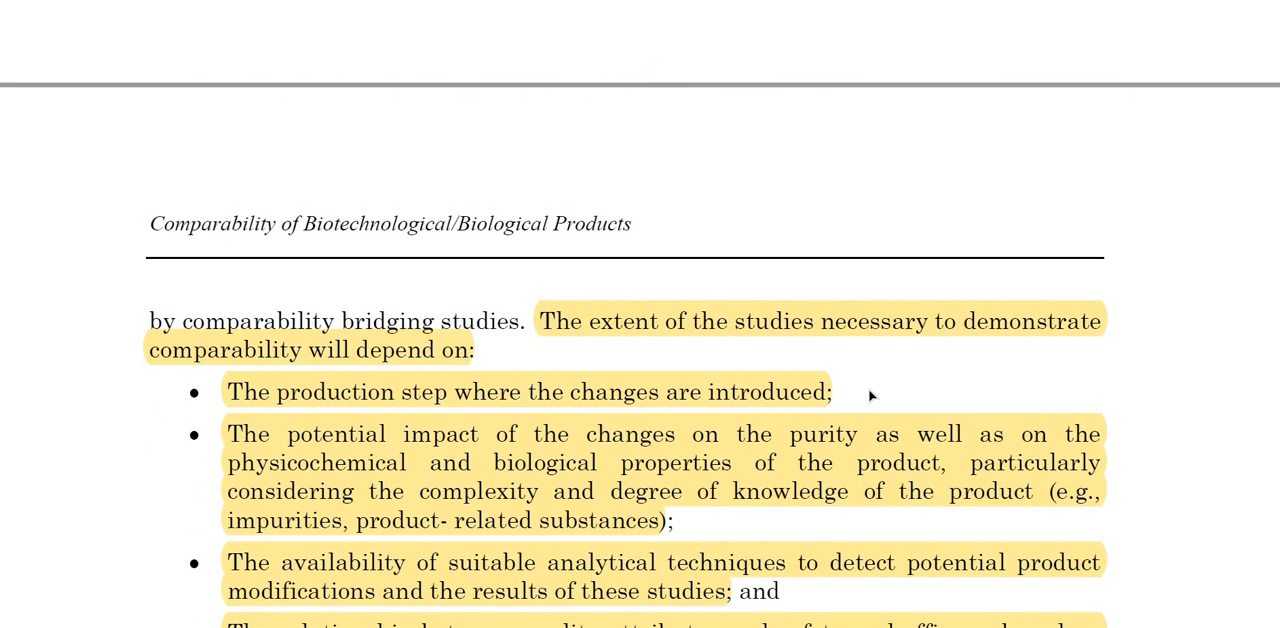 Comparability of Biotechnological/Biological Products
by comparability bridging studies. The extent of the studies necessary to demonstrate
comparability will depend on:
• The production step where the changes are introduced;
• The potential impact of the changes on the purity as well as on the
physicochemical and biological properties of the product, particularly
considering the complexity and degree of knowledge of the product (e.g.,
impurities, product- related substances);
• The availability of suitable analytical techniques to detect potential product
modifications and the results of these studies; and